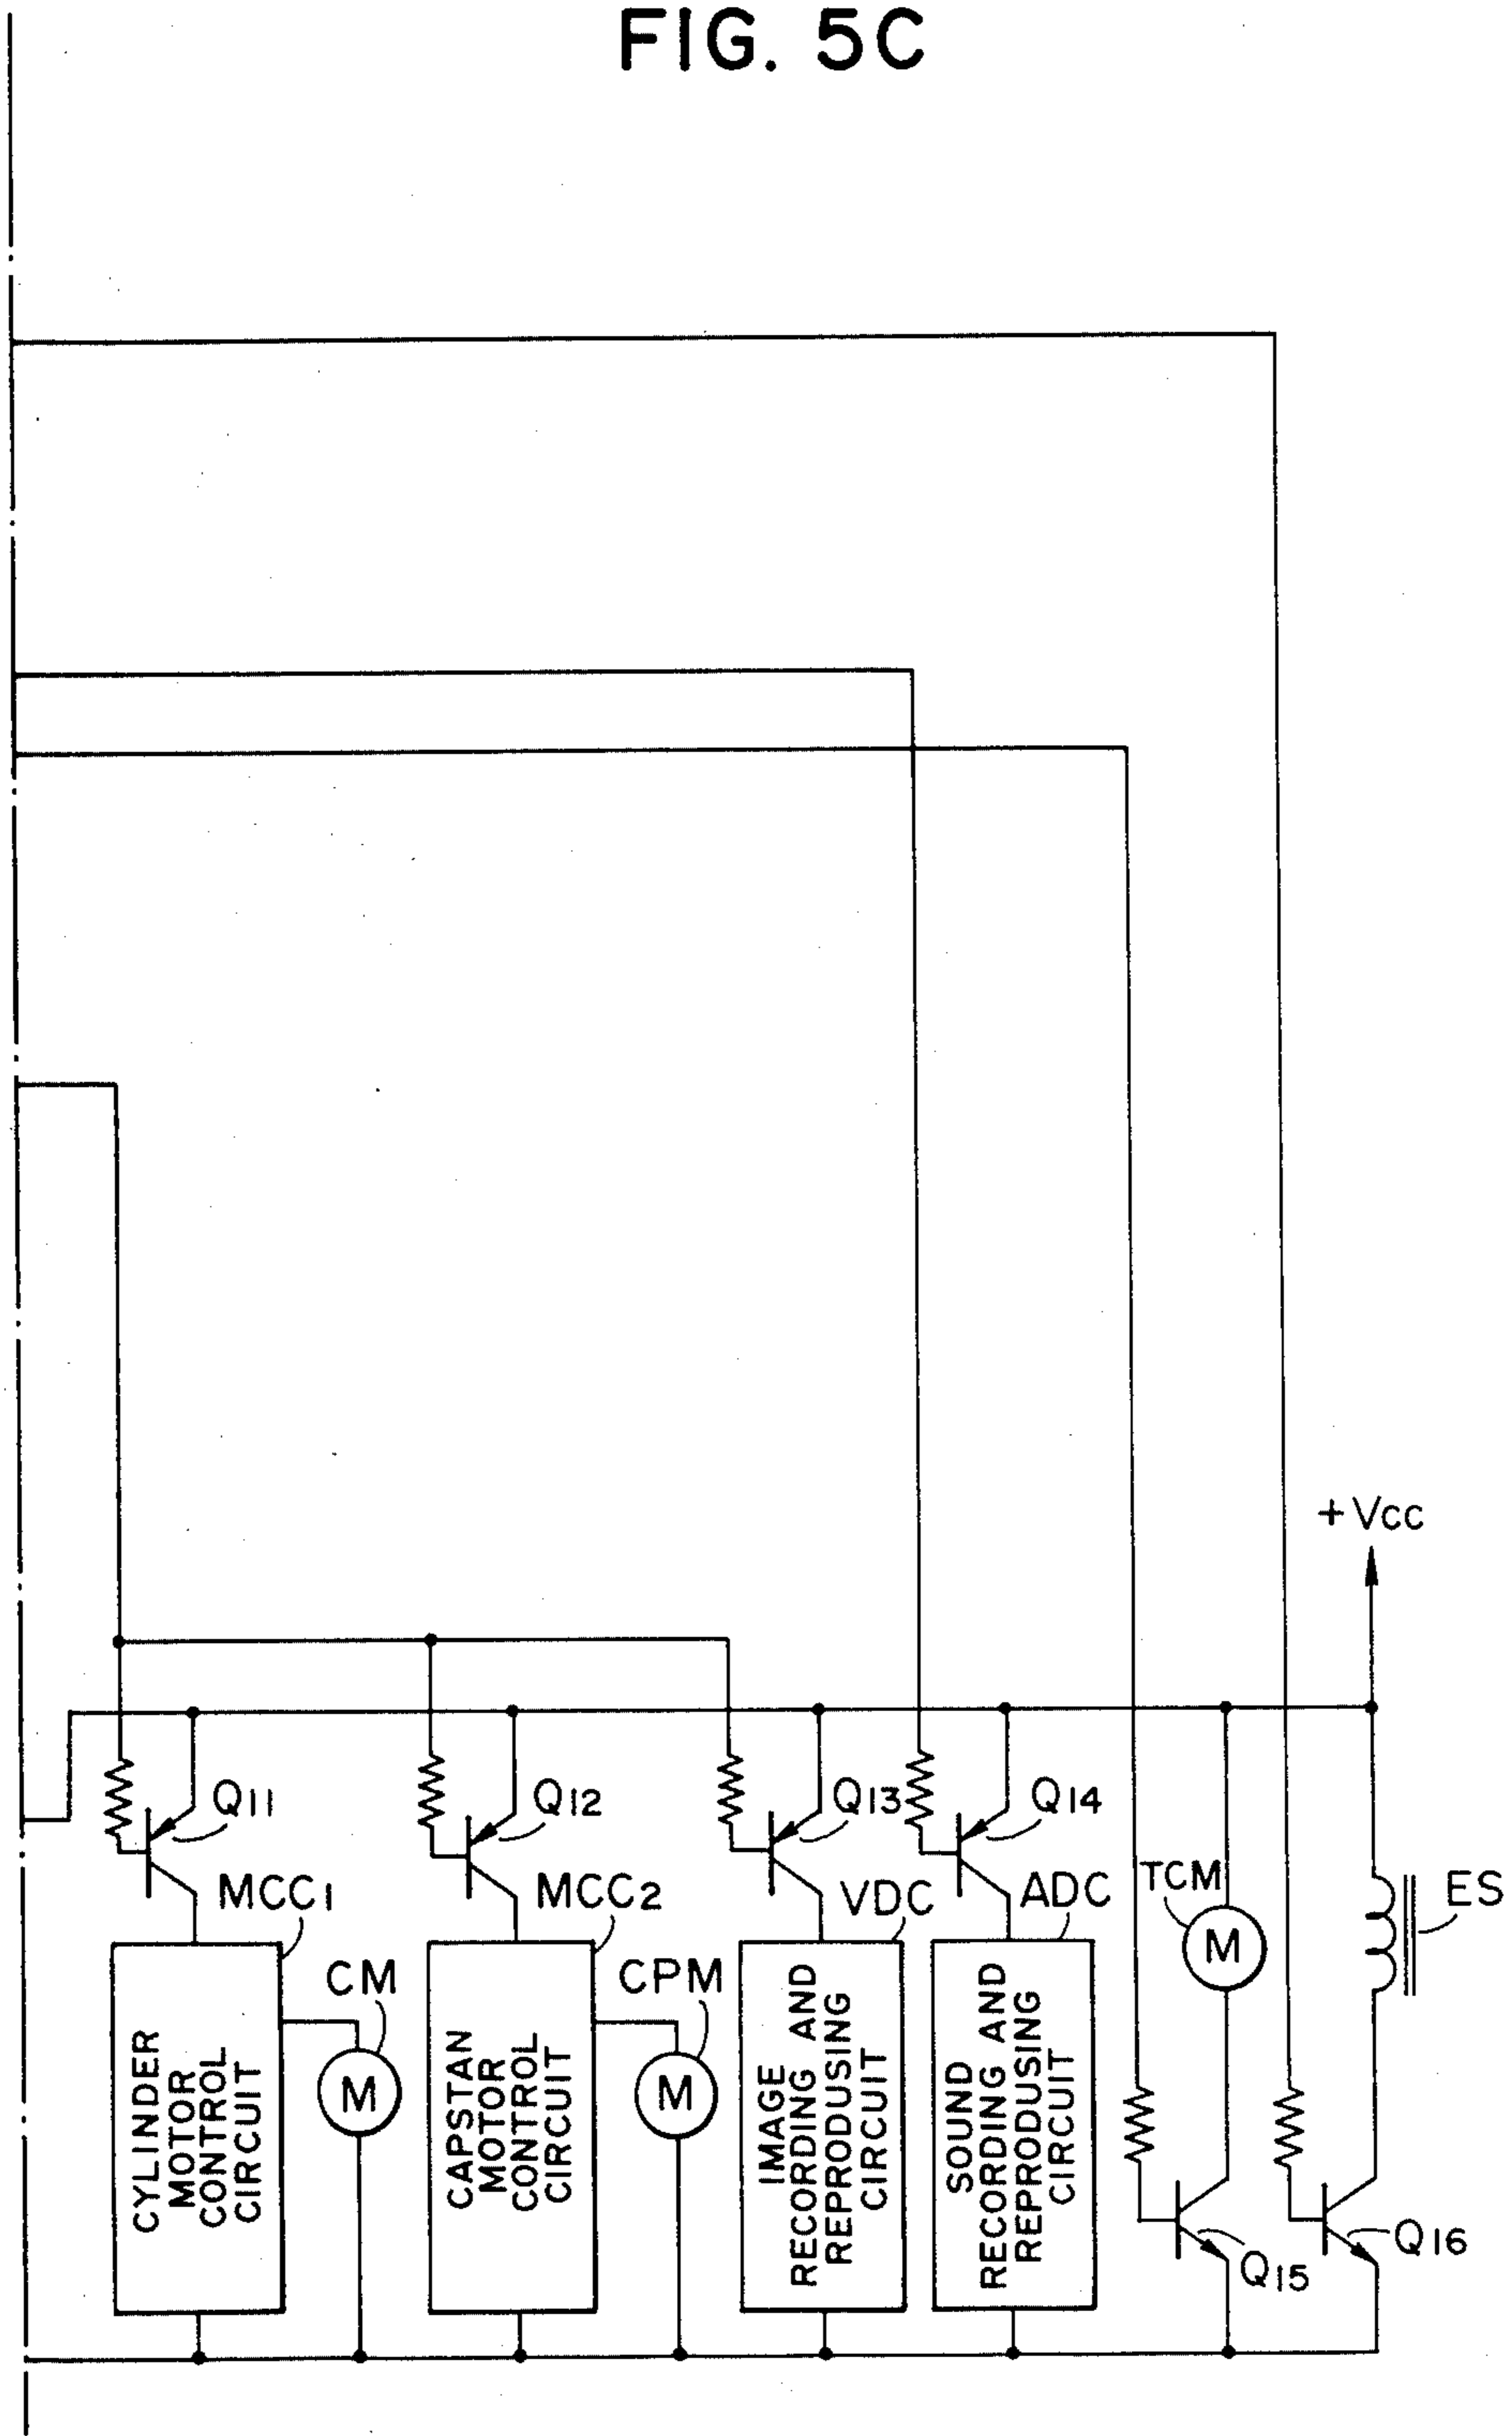 FIG. 5C
+Vcc
Q11
Q12
Q13
Q14
MCC1
MCC2
VDC
ADC
TCM
M
ES
CM
M
CPM
M
CYLINDER
MOTOR
CONTROL
CIRCUIT
CAPSTAN
MOTOR
CONTROL
CIRCUIT
IMAGE
RECORDING AND
REPRODUSING
CIRCUIT
SOUND
RECORDING AND
REPRODUSING
CIRCUIT
Q15
Q16